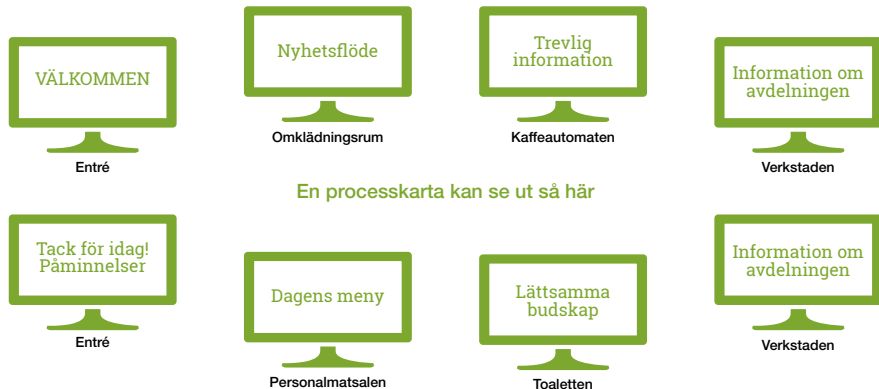 VÄLKOMMEN
Entré
Nyhetsflöde
Omklädningsrum
Trevlig
information
Kaffeautomaten
Information om
avdelningen
Verkstaden
En processkarta kan se ut så här
Tack för idag!
Påminnelser
Entré
Dagens meny
Personalmatsalen
Lättsamma
budskap
Toaletten
Information om
avdelningen
Verkstaden